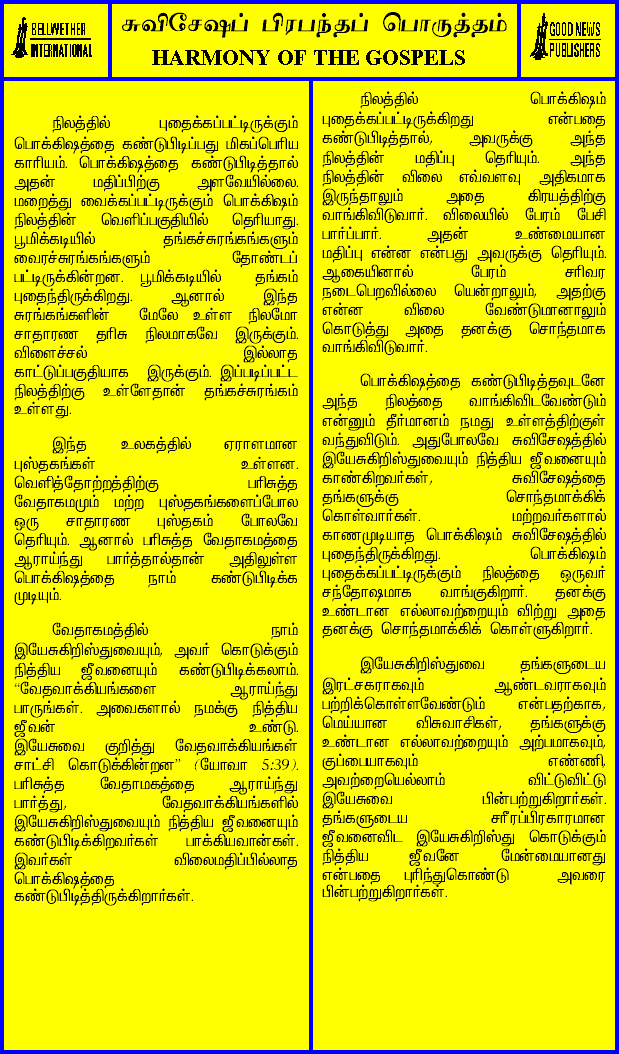 BELLWETHER
INTERNATIONAL
சுவிசேஷப் பிரபந்தப் பொருத்தம்
HARMONY OF THE GOSPELS
GOOD NEWS
PUBLISHERS
நிலத்தில் புதைக்கப்பட்டிருக்கும்
பொக்கிஷத்தை கண்டுபிடிப்பது மிகப்பெரிய
காரியம். பொக்கிஷத்தை கண்டுபிடித்தால்
அதன் மதிப்பிற்கு அளவேயில்லை.
மறைத்து வைக்கப்பட்டிருக்கும் பொக்கிஷம்
நிலத்தின் வெளிப்பகுதியில் தெரியாது.
பூமிக்கடியில் தங்கச்சுரங்கங்களும்
வைரச்சுரங்கங்களும் தோண்டப்
பட்டிருக்கின்றன. பூமிக்கடியில் தங்கம்
புதைந்திருக்கிறது. ஆனால் இந்த
சுரங்கங்களின் மேலே உள்ள நிலமோ
சாதாரண தரிசு நிலமாகவே இருக்கும்.
விளைச்சல் இல்லாத
காட்டுப்பகுதியாக இருக்கும். இப்படிப்பட்ட
நிலத்திற்கு உள்ளேதான் தங்கச்சுரங்கம்
உள்ளது.
இந்த உலகத்தில் ஏராளமான
புஸ்தகங்கள் உள்ளன.
வெளித்தோற்றத்திற்கு பரிசுத்த
வேதாகமமும் மற்ற புஸ்தகங்களைப்போல
ஒரு சாதாரண புஸ்தகம் போலவே
தெரியும். ஆனால் பரிசுத்த வேதாகமத்தை
ஆராய்ந்து பார்த்தால்தான் அதிலுள்ள
பொக்கிஷத்தை நாம் கண்டுபிடிக்க
முடியும்.
வேதாகமத்தில் நாம்
இயேசுகிறிஸ்துவையும், அவர் கொடுக்கும்
நித்திய ஜீவனையும் கண்டுபிடிக்கலாம்.
“வேதவாக்கியங்களை ஆராய்ந்து
பாருங்கள். அவைகளால் நமக்கு நித்திய
ஜீவன் உண்டு.
இயேசுவை குறித்து வேதவாக்கியங்கள்
சாட்சி கொடுக்கின்றன” (யோவா 5:39).
பரிசுத்த வேதாமகத்தை ஆராய்ந்து
பார்த்து, வேதவாக்கியங்களில்
இயேசுகிறிஸ்துவையும் நித்திய ஜீவனையும்
கண்டுபிடிக்கிறவர்கள் பாக்கியவான்கள்.
இவர்கள் விலைமதிப்பில்லாத
பொக்கிஷத்தை
கண்டுபிடித்திருக்கிறார்கள்.
நிலத்தில் பொக்கிஷம்
புதைக்கப்பட்டிருக்கிறது என்பதை
கண்டுபிடித்தால், அவருக்கு அந்த
நிலத்தின் மதிப்பு தெரியும். அந்த
நிலத்தின் விலை எவ்வளவு அதிகமாக
இருந்தாலும் அதை கிரயத்திற்கு
வாங்கிவிடுவார். விலையில் பேரம் பேசி
பார்ப்பார். அதன் உண்மையான
மதிப்பு என்ன என்பது அவருக்கு தெரியும்.
ஆகையினால் பேரம் சரிவர
நடைபெறவில்லை யென்றாலும், அதற்கு
என்ன விலை வேண்டுமானாலும்
கொடுத்து அதை தனக்கு சொந்தமாக
வாங்கிவிடுவார்.
பொக்கிஷத்தை கண்டுபிடித்தவுடனே
அந்த நிலத்தை வாங்கிவிடவேண்டும்
என்னும் தீர்மானம் நமது உள்ளத்திற்குள்
வந்துவிடும். அதுபோலவே சுவிசேஷத்தில்
இயேசுகிறிஸ்துவையும் நித்திய ஜீவனையும்
காண்கிறவர்கள், சுவிசேஷத்தை
தங்களுக்கு சொந்தமாக்கிக்
கொள்வார்கள். மற்றவர்களால்
காணமுடியாத பொக்கிஷம் சுவிசேஷத்தில்
புதைந்திருக்கிறது. பொக்கிஷம்
புதைக்கப்பட்டிருக்கும் நிலத்தை ஒருவர்
சந்தோஷமாக வாங்குகிறார். தனக்கு
உண்டான எல்லாவற்றையும் விற்று அதை
தனக்கு சொந்தமாக்கிக் கொள்ளுகிறார்.
இயேசுகிறிஸ்துவை தங்களுடைய
இரட்சகராகவும் ஆண்டவராகவும்
பற்றிக்கொள்ளவேண்டும் என்பதற்காக,
மெய்யான விசுவாசிகள், தங்களுக்கு
உண்டான எல்லாவற்றையும் அற்பமாகவும்,
குப்பையாகவும் எண்ணி,
அவற்றையெல்லாம் விட்டுவிட்டு
இயேசுவை பின்பற்றுகிறார்கள்.
தங்களுடைய சரீரப்பிரகாரமான
ஜீவனைவிட இயேசுகிறிஸ்து கொடுக்கும்
நித்திய ஜீவனே மேன்மையானது
என்பதை புரிந்துகொண்டு அவரை
பின்பற்றுகிறார்கள்.